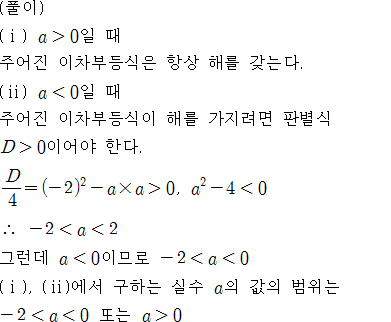 (풀이)
(ⅰ) a>0일 때
주어진 이차부등식은 항상 해를 갖는다.
(ⅱ) a<0일 때
주어진 이차부등식이 해를 가지려면 판별식
D>0이어야 한다.
D/4=(-2)²-a×a>0, a²-4<0
∴ -2<a<2
그런데 a<0이므로 -2<a<0
(ⅰ), (ⅱ)에서 구하는 실수 a의 값의 범위는
-2<a<0 또는 a>0